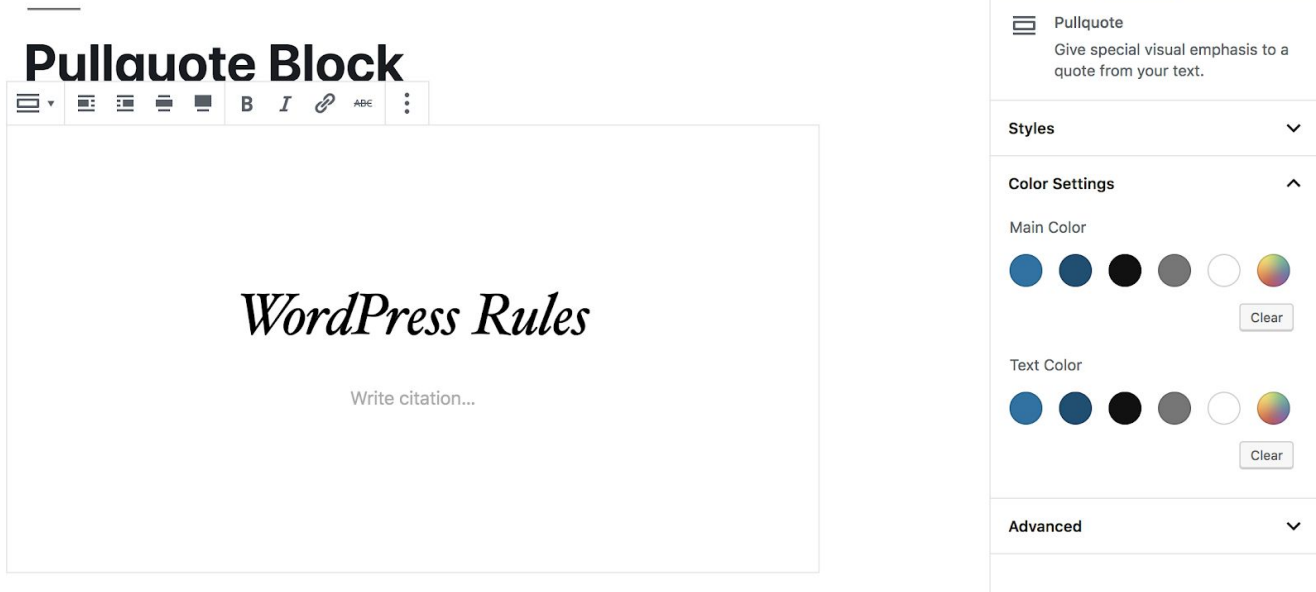 Pullquote Block
B I ABC
WordPress Rules
Write citation...
Pullquote
Give special visual emphasis to a
quote from your text.
Styles
Color Settings
Main Color
Clear
Text Color
Clear
Advanced